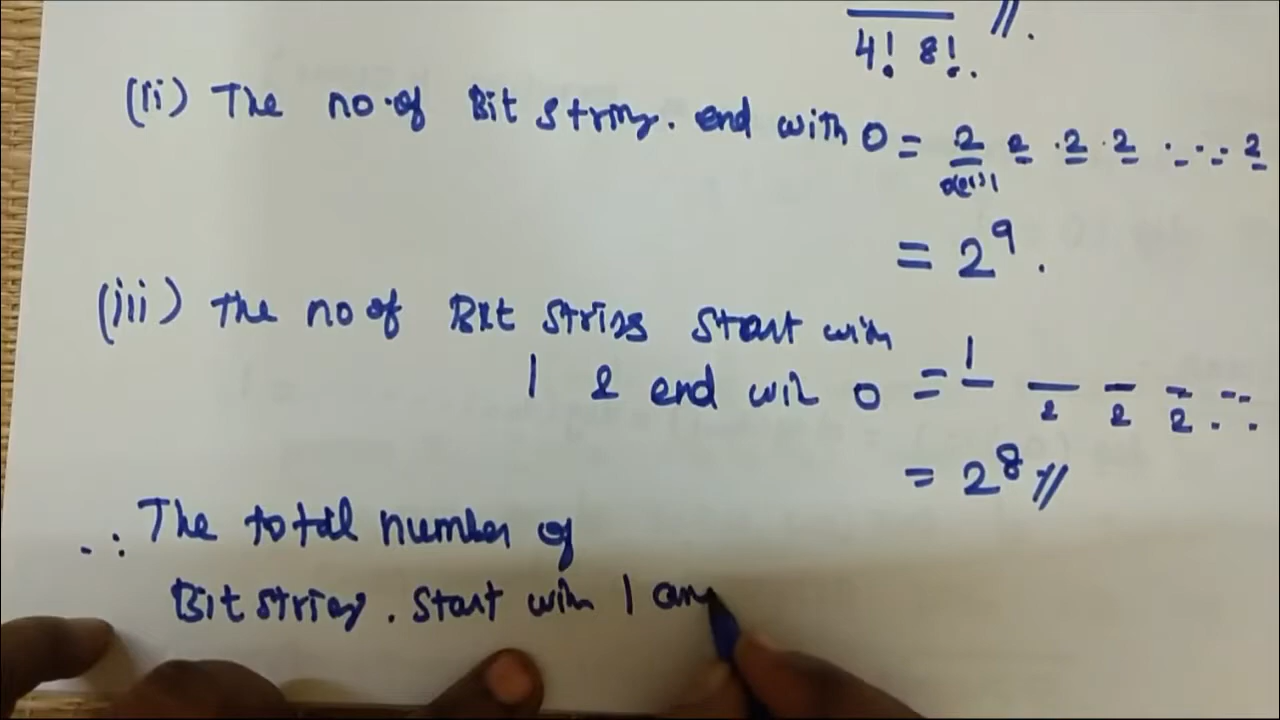 4! 8! //.
(ii) The no. of Bit string. end with 0 = 2 2 . 2 . 2 . - . - . 2
= 2^9.
(iii) The no of Bit strings start with
1 & end with 0 = 1 _ 2 2 2 . .
= 2^8 //
∴ The total number of
Bit string. start with 1 an